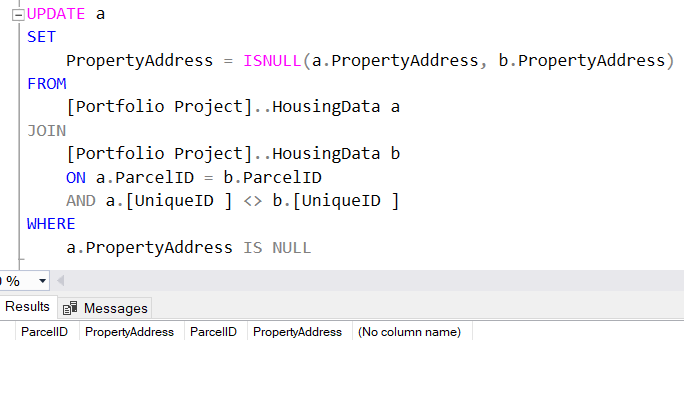 UPDATE a
SET
PropertyAddress = ISNULL(a.PropertyAddress, b.PropertyAddress)
FROM
[Portfolio Project]..HousingData a
JOIN
[Portfolio Project]..HousingData b
ON a.ParcelID = b.ParcelID
AND a.[UniqueID ] <> b.[UniqueID ]
WHERE
a.PropertyAddress IS NULL
%
Results Messages
ParcelID PropertyAddress ParcelID PropertyAddress (No column name)